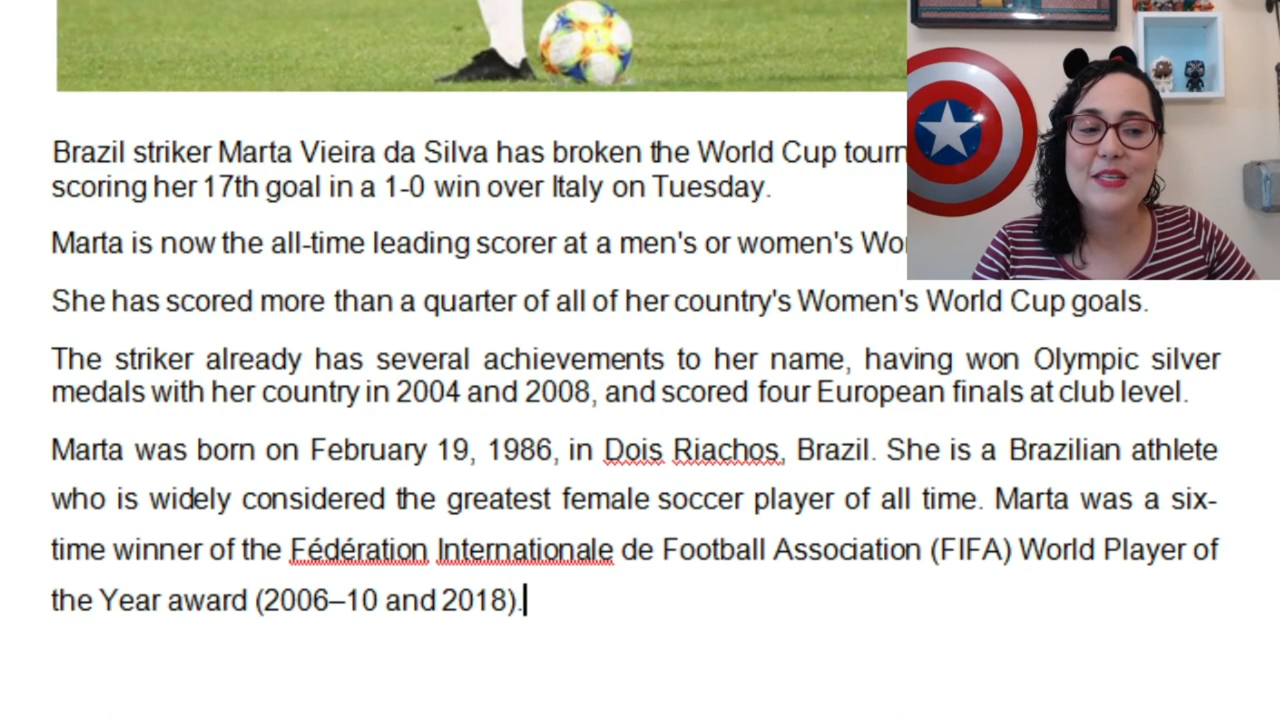 Brazil striker Marta Vieira da Silva has broken the World Cup
scoring her 17th goal in a 1-0 win over Italy on Tuesday.
Marta is now the all-time leading scorer at a men's or women's
She has scored more than a quarter of all of her country's Women's World Cup goals.
The striker already has several achievements to her name, having won Olympic silver
medals with her country in 2004 and 2008, and scored four European finals at club level.
Marta was born on February 19, 1986, in Dois Riachos, Brazil. She is a Brazilian athlete
who is widely considered the greatest female soccer player of all time. Marta was a six-
time winner of the Fédération Internationale de Football Association (FIFA) World Player of
the Year award (2006–10 and 2018).